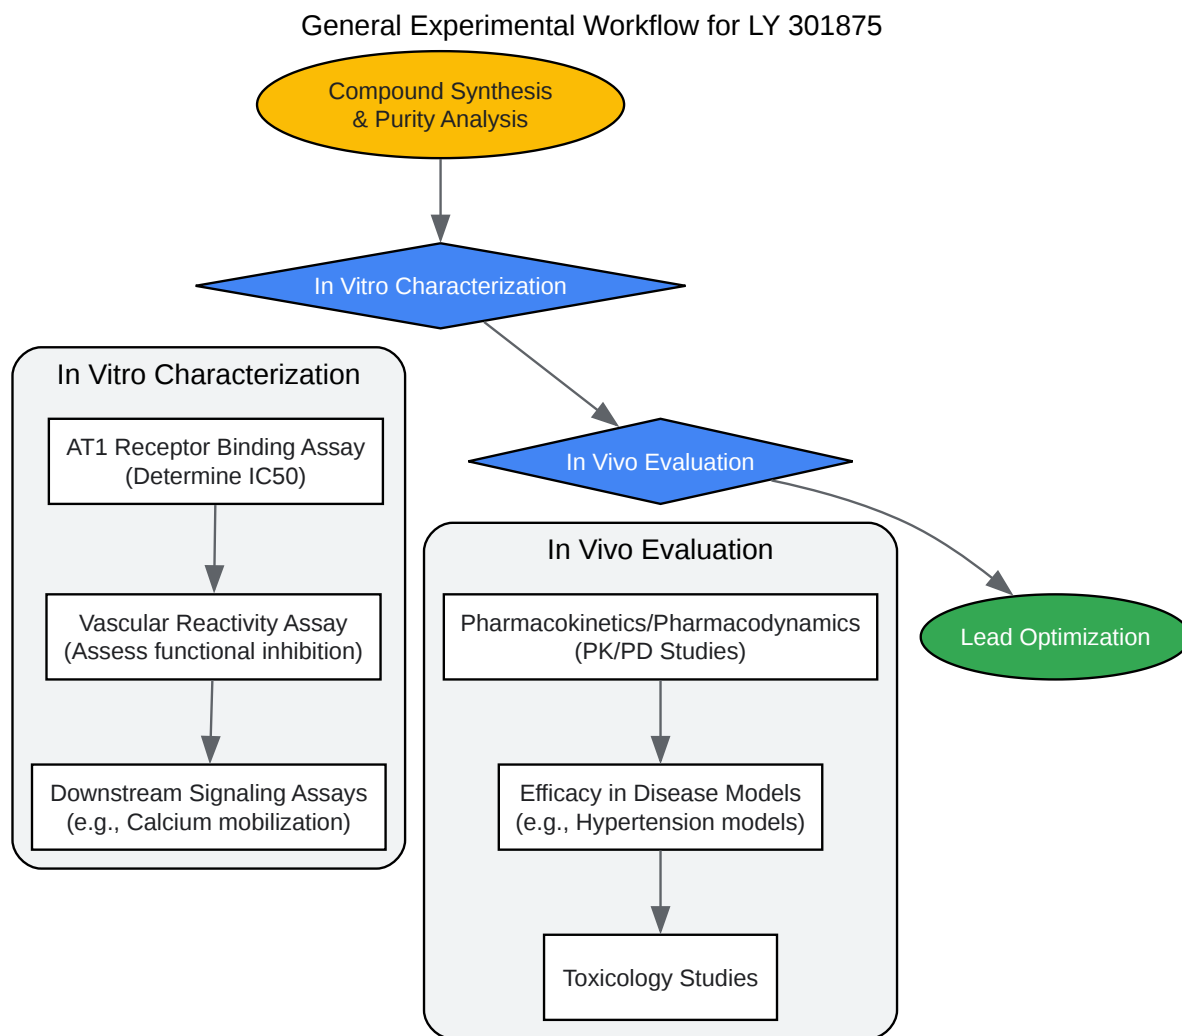 General Experimental Workflow for LY 301875
Compound Synthesis
& Purity Analysis
In Vitro Characterization
In Vitro Characterization
AT1 Receptor Binding Assay
(Determine IC50)
Vascular Reactivity Assay
(Assess functional inhibition)
Downstream Signaling Assays
(e.g., Calcium mobilization)
In Vivo Evaluation
In Vivo Evaluation
Pharmacokinetics/Pharmacodynamics
(PK/PD Studies)
Efficacy in Disease Models
(e.g., Hypertension models)
Toxicology Studies
Lead Optimization